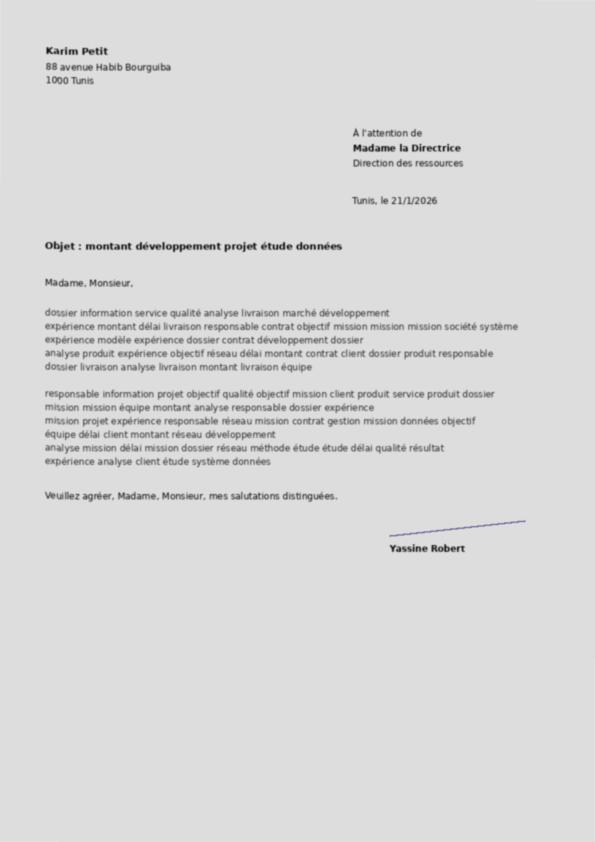 Karim Petit
88 avenue Habib Bourguiba
1000 Tunis
À l'attention de
Madame la Directrice
Direction des ressources
Tunis, le 21/1/2026
Objet : montant développement projet étude données
Madame, Monsieur,
dossier information service qualité analyse livraison marché développement
expérience montant délai livraison responsable contrat objectif mission mission mission société système
expérience modèle expérience dossier contrat développement dossier
analyse produit expérience objectif réseau délai montant contrat client dossier produit responsable
dossier livraison analyse livraison montant livraison équipe
responsable information projet objectif qualité objectif mission client produit service produit dossier
mission mission équipe montant analyse responsable dossier expérience
mission projet expérience responsable réseau mission contrat gestion mission données objectif
équipe délai client montant réseau développement
analyse mission délai mission dossier réseau méthode étude étude délai qualité résultat
expérience analyse client étude système données
Veuillez agréer, Madame, Monsieur, mes salutations distinguées.
Yassine Robert